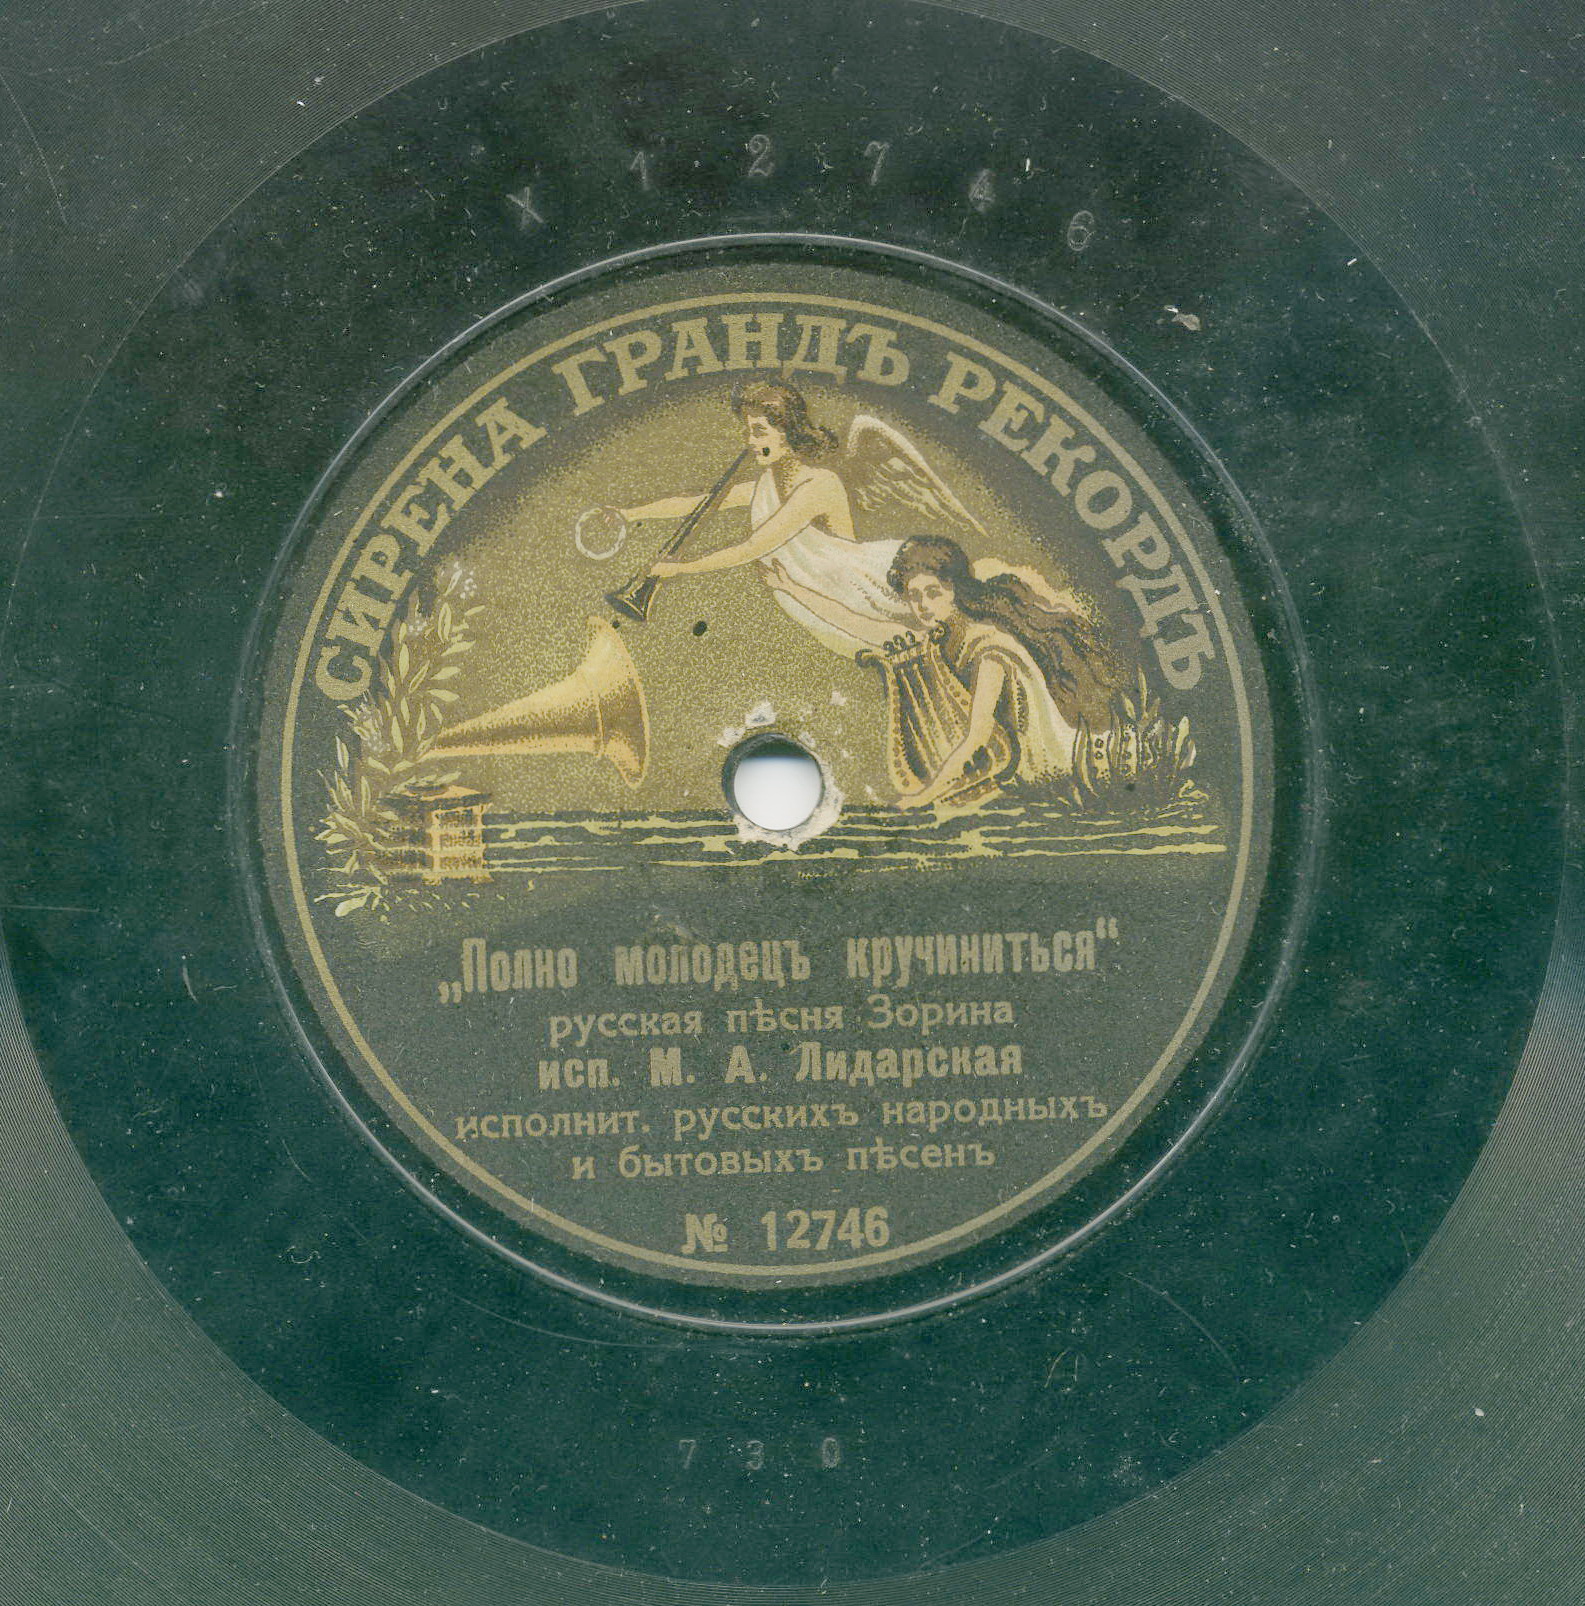 X 12746
СИРЕНА ГРАНДЪ РЕКОРДЪ
„Полно молодецъ кручиниться“
русская пѣсня Зорина
исп. М. А. Лидарская
исполнит. русскихъ народныхъ
и бытовыхъ пѣсенъ
№ 12746
730